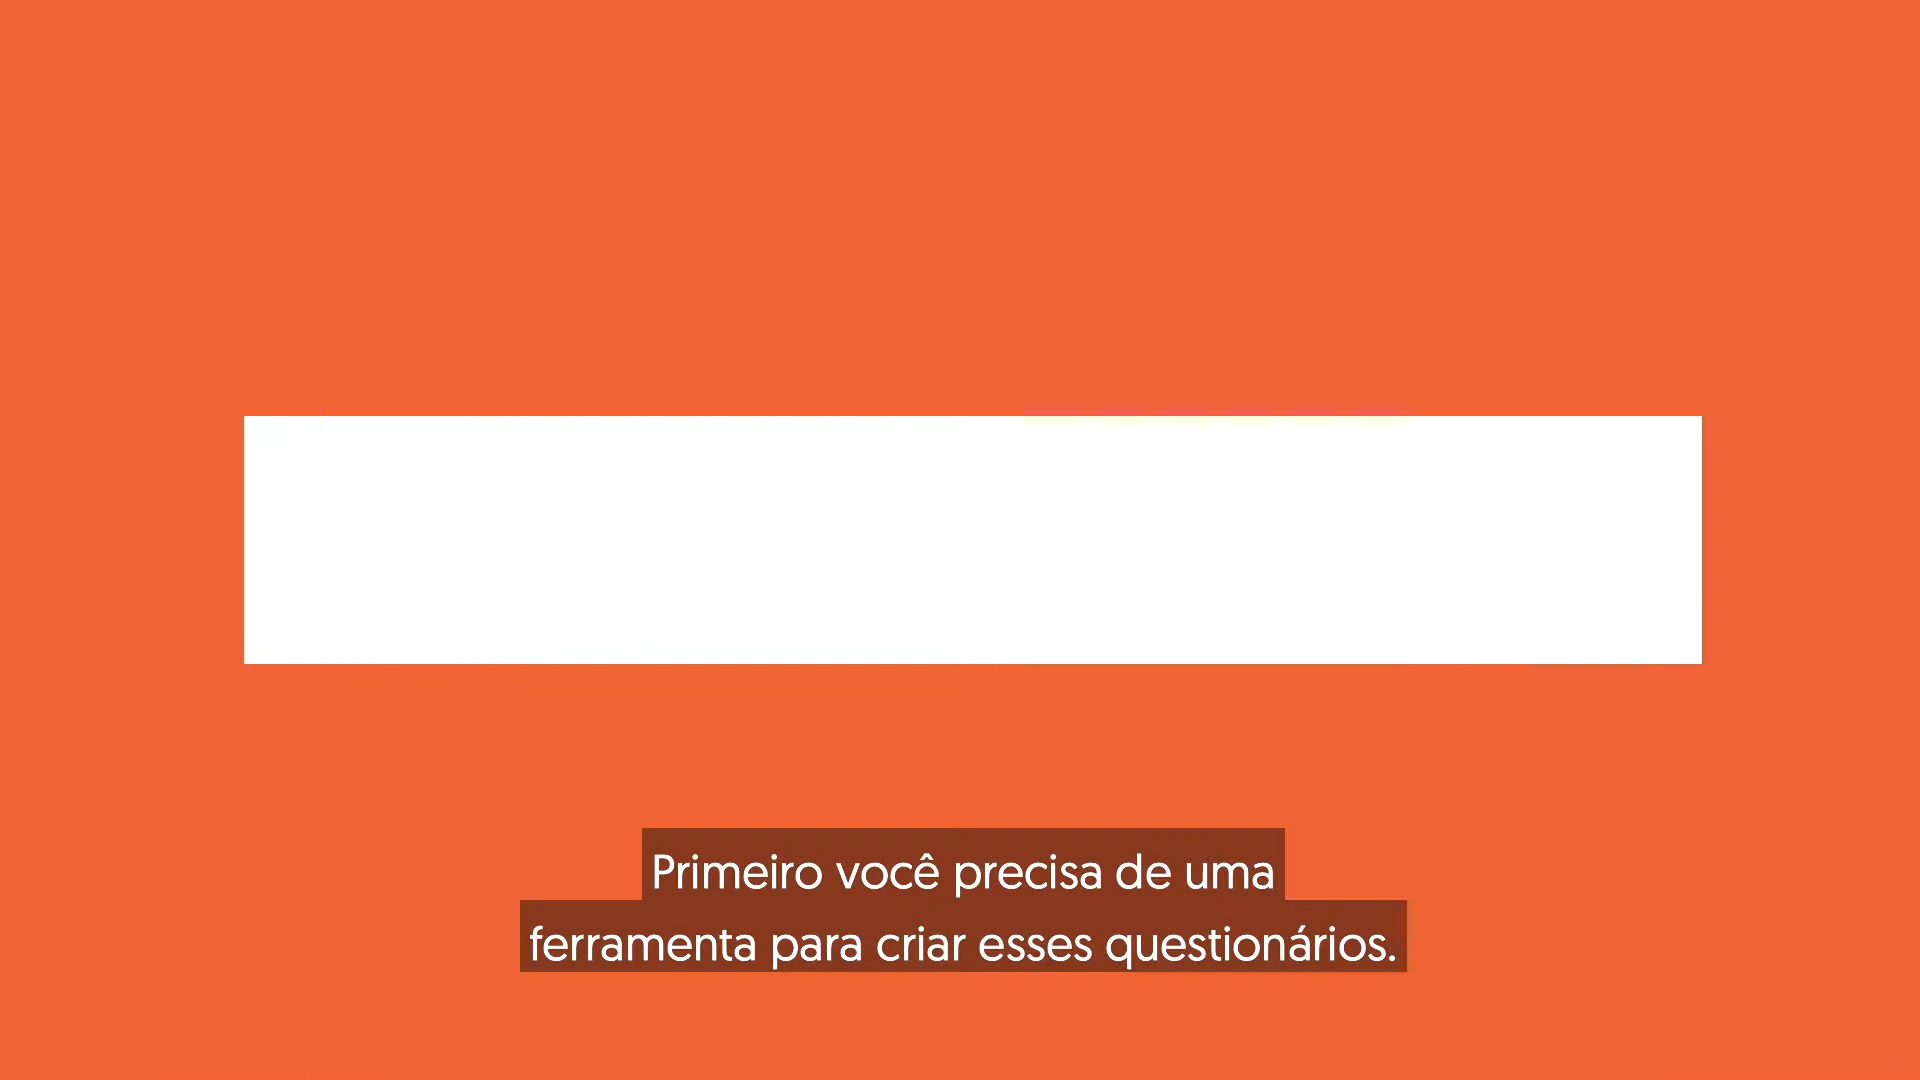 Primeiro você precisa de uma
ferramenta para criar esses questionários.